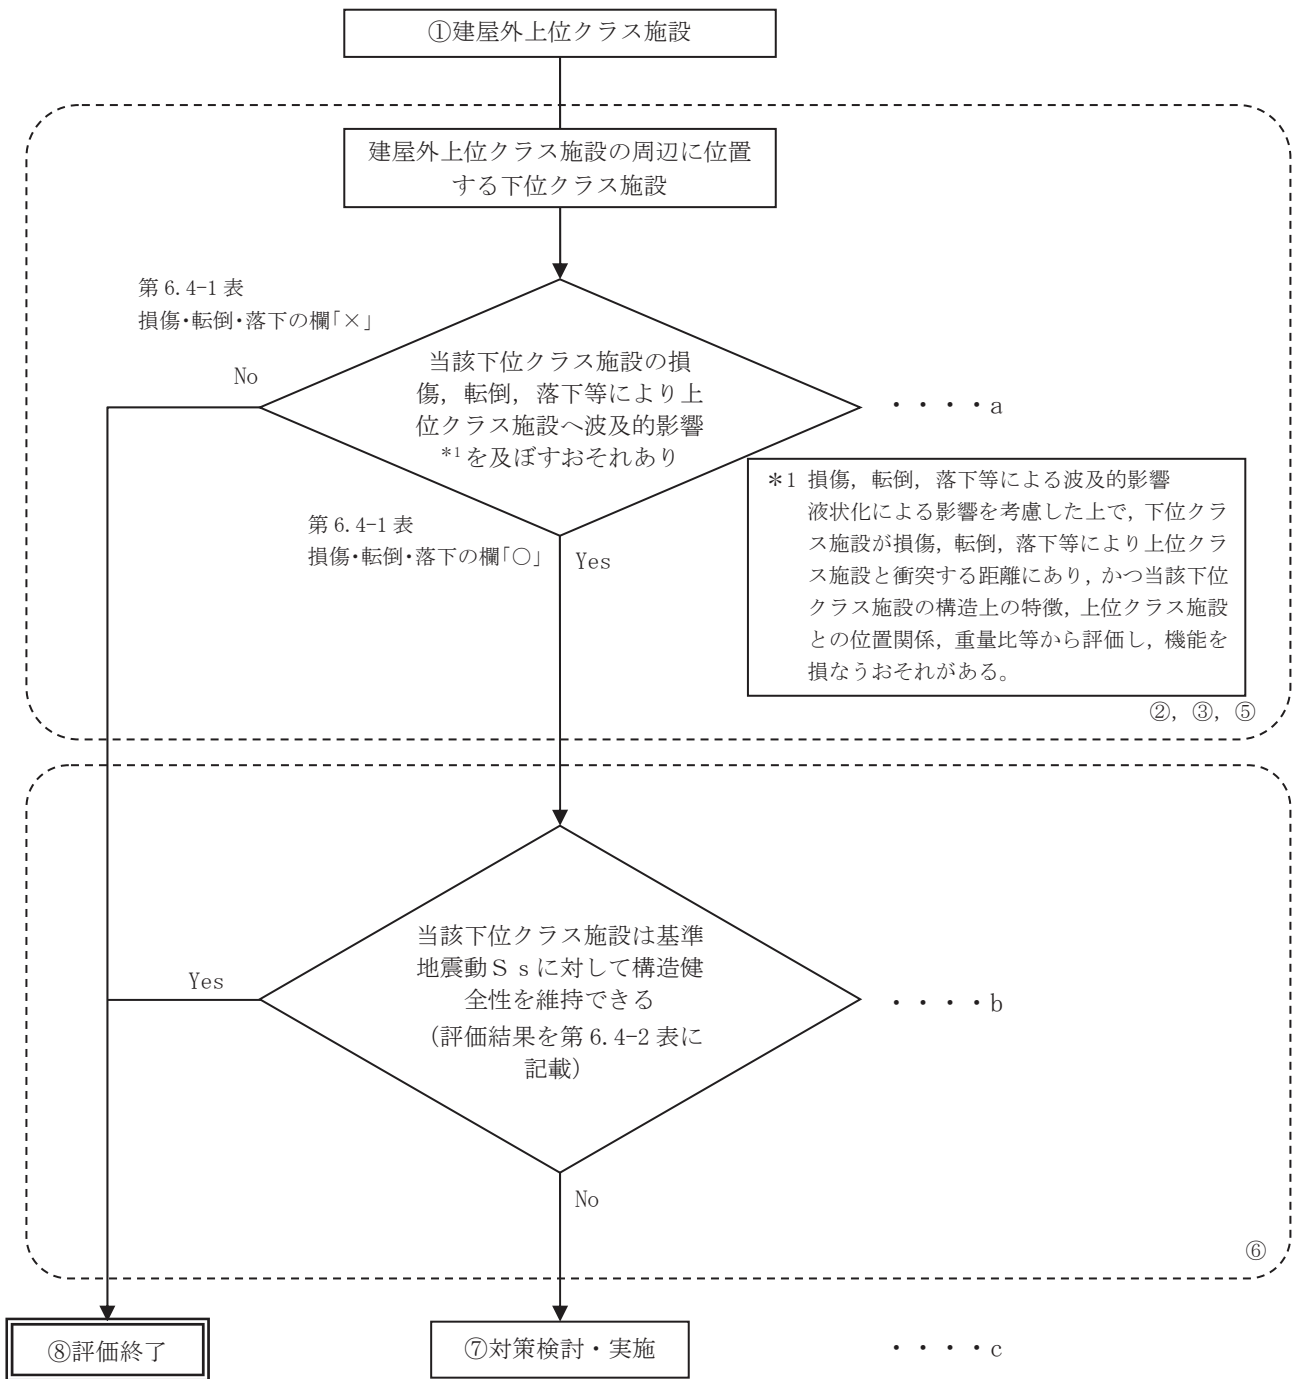 ①建屋外上位クラス施設
建屋外上位クラス施設の周辺に位置
する下位クラス施設
第 6.4-1 表
損傷・転倒・落下の欄「×」
No
当該下位クラス施設の損
傷，転倒，落下等により上
位クラス施設へ波及的影響
*1を及ぼすおそれあり
・・・・a
＊1 損傷，転倒，落下等による波及的影響
液状化による影響を考慮した上で，下位クラ
ス施設が損傷，転倒，落下等により上位クラ
ス施設と衝突する距離にあり，かつ当該下位
クラス施設の構造上の特徴，上位クラス施設
との位置関係，重量比等から評価し，機能を
損なうおそれがある。
第 6.4-1 表
損傷・転倒・落下の欄「○」
Yes
②，③，⑤
当該下位クラス施設は基準
地震動Ｓｓに対して構造健
全性を維持できる
（評価結果を第 6.4-2 表に
記載）
Yes
・・・・b
No
⑥
⑧評価終了
⑦対策検討・実施
・・・・c